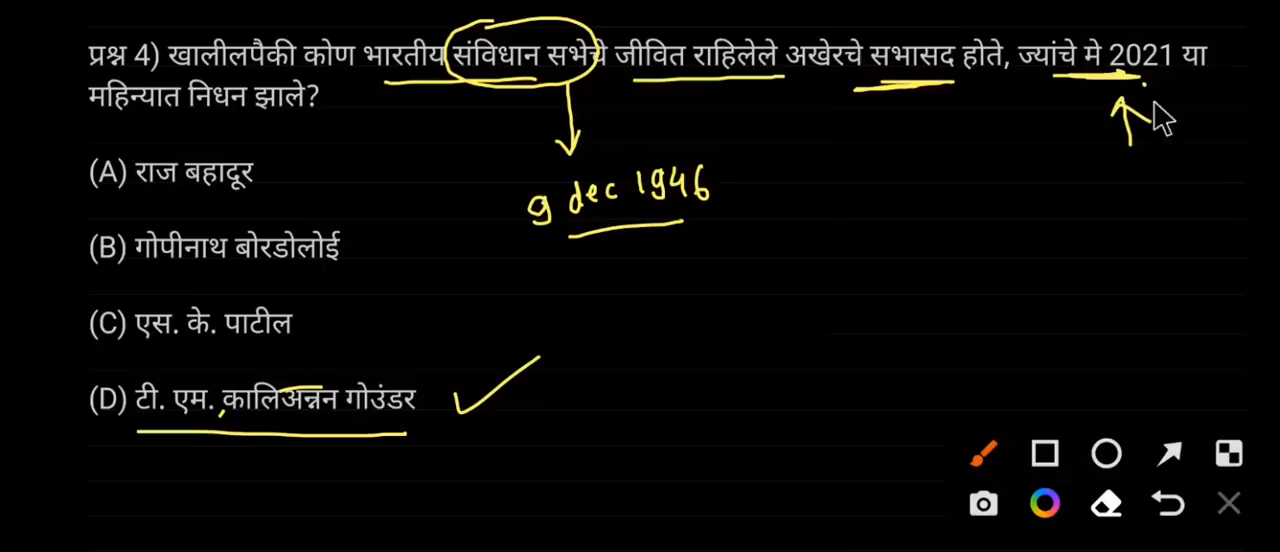 प्रश्न 4) खालीलपैकी कोण भारतीय संविधान सभेचे जीवित राहिलेले अखेरचे सभासद होते, ज्यांचे मे 2021 या
महिन्यात निधन झाले?
(A) राज बहादूर
9 dec 1946
(B) गोपीनाथ बोरडोलोई
(C) एस. के. पाटील
(D) टी. एम. कालिअन्नन गोउंडर